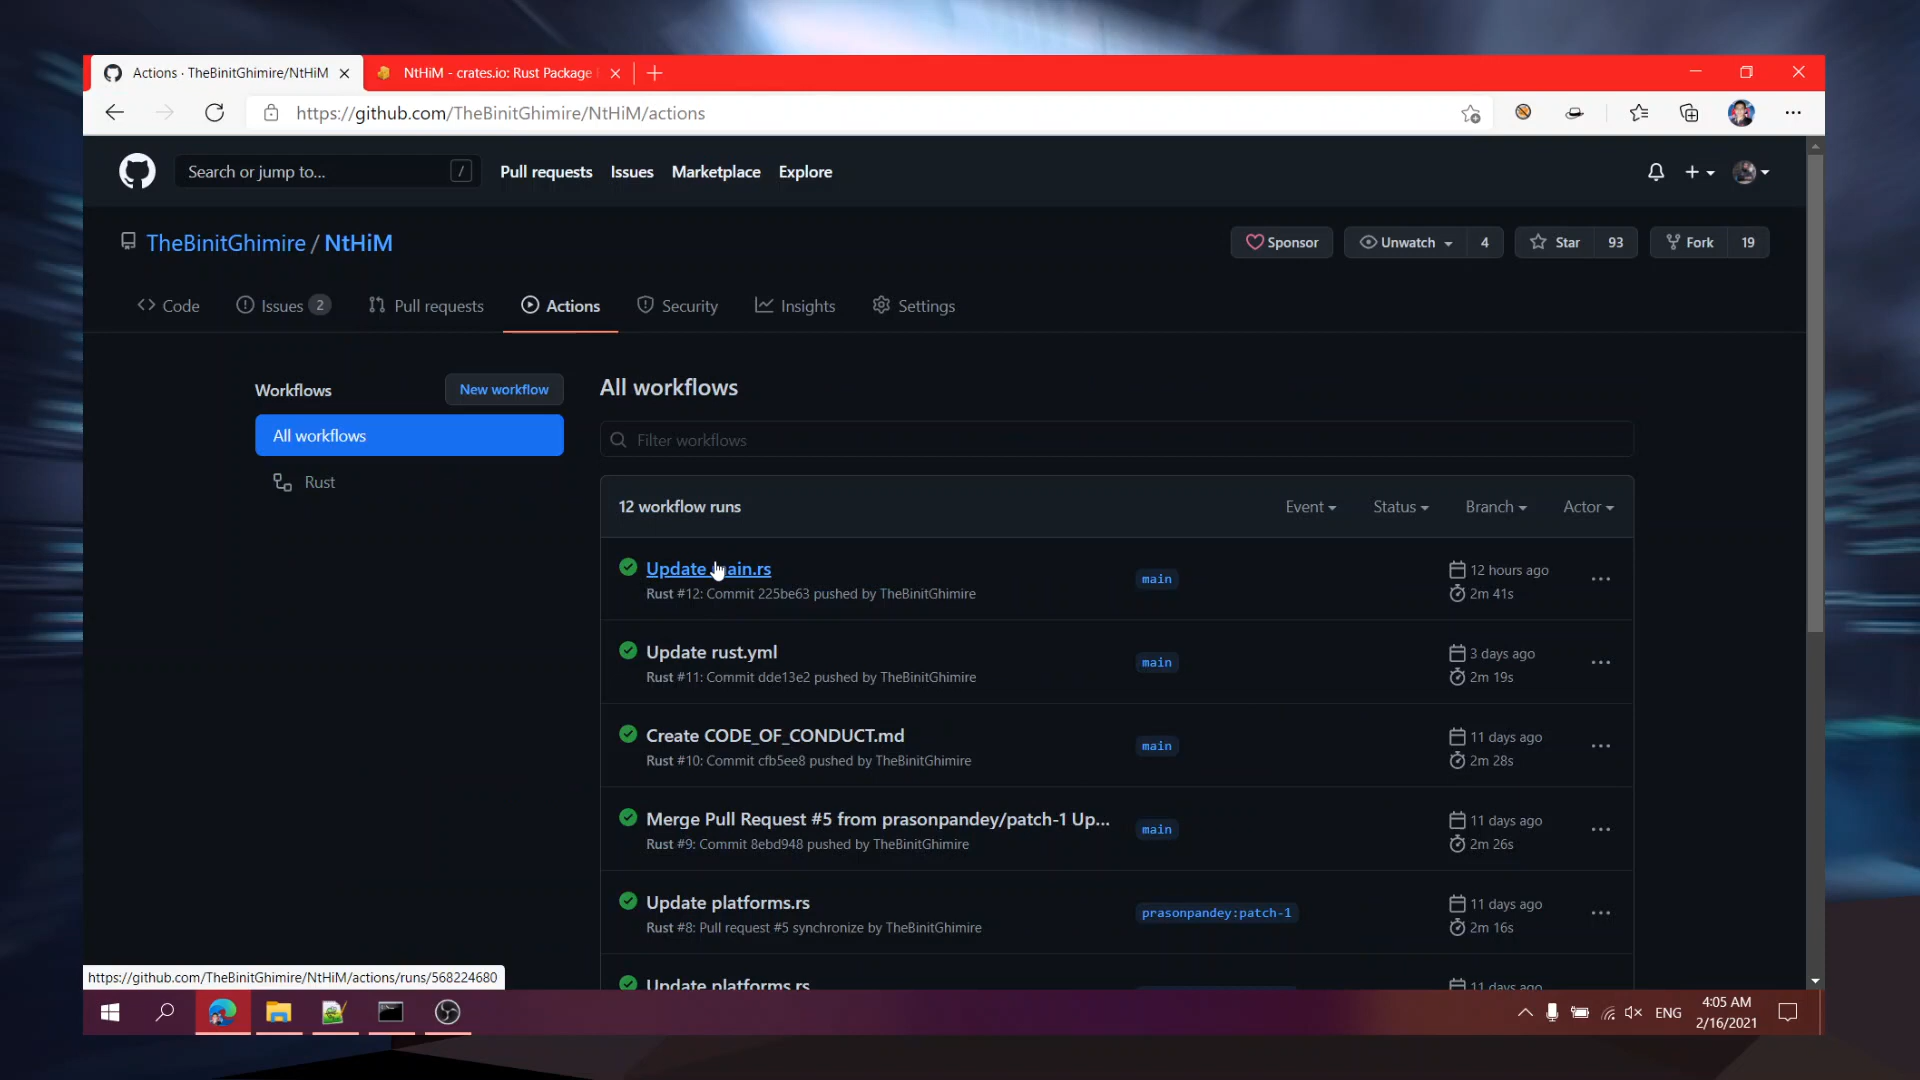 Actions · TheBinitGhimire/NtHiM
NtHiM - crates.io: Rust Package
https://github.com/TheBinitGhimire/NtHiM/actions
Search or jump to...
/
Pull requests
Issues
Marketplace
Explore
TheBinitGhimire / NtHiM
Sponsor
Unwatch
4
Star
93
Fork
19
Code
Issues 2
Pull requests
Actions
Security
Insights
Settings
Workflows
New workflow
All workflows
Rust
All workflows
Filter workflows
12 workflow runs
Event
Status
Branch
Actor
Update main.rs
Rust #12: Commit 225be63 pushed by TheBinitGhimire
main
12 hours ago
2m 41s
Update rust.yml
Rust #11: Commit dde13e2 pushed by TheBinitGhimire
main
3 days ago
2m 19s
Create CODE_OF_CONDUCT.md
Rust #10: Commit cfb5ee8 pushed by TheBinitGhimire
main
11 days ago
2m 28s
Merge Pull Request #5 from prasonpandey/patch-1 Up...
Rust #9: Commit 8ebd948 pushed by TheBinitGhimire
main
11 days ago
2m 26s
Update platforms.rs
Rust #8: Pull request #5 synchronize by TheBinitGhimire
prasonpandey:patch-1
11 days ago
2m 16s
Update platforms.rs
11 days ago
https://github.com/TheBinitGhimire/NtHiM/actions/runs/568224680
ENG
4:05 AM
2/16/2021